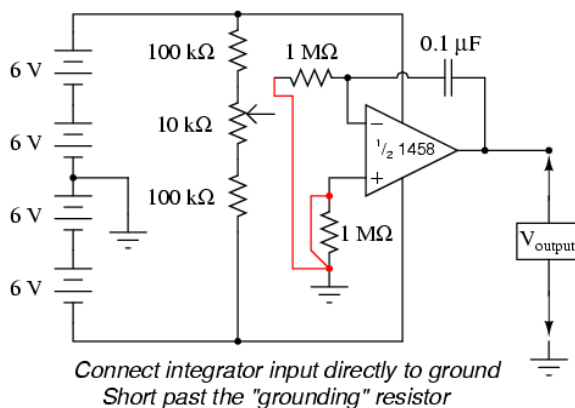 6 V
6 V
6 V
6 V
100 kΩ
10 kΩ
100 kΩ
1 MΩ
0.1 μF
−
1/2 1458
+
1 MΩ
Voutput
Connect integrator input directly to ground
Short past the "grounding" resistor